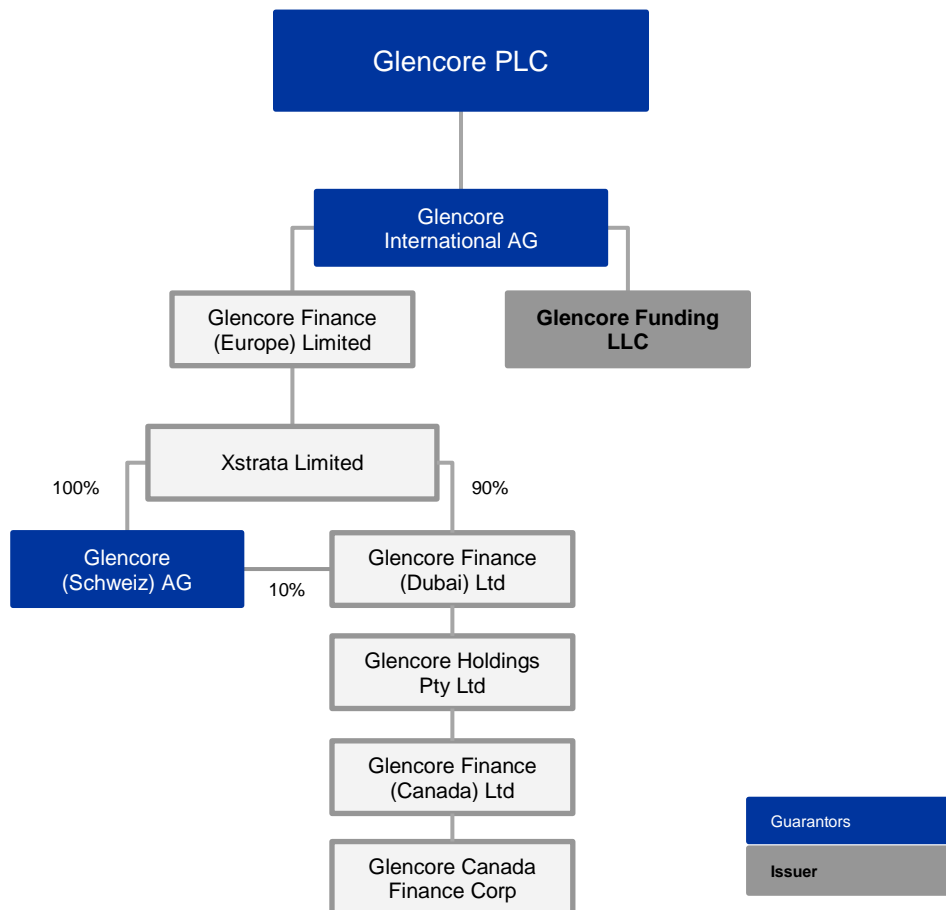 Glencore PLC
Glencore
International AG
Glencore Finance
(Europe) Limited
Glencore Funding
LLC
Xstrata Limited
100%
90%
Glencore
(Schweiz) AG
10%
Glencore Finance
(Dubai) Ltd
Glencore Holdings
Pty Ltd
Glencore Finance
(Canada) Ltd
Glencore Canada
Finance Corp
Guarantors
Issuer